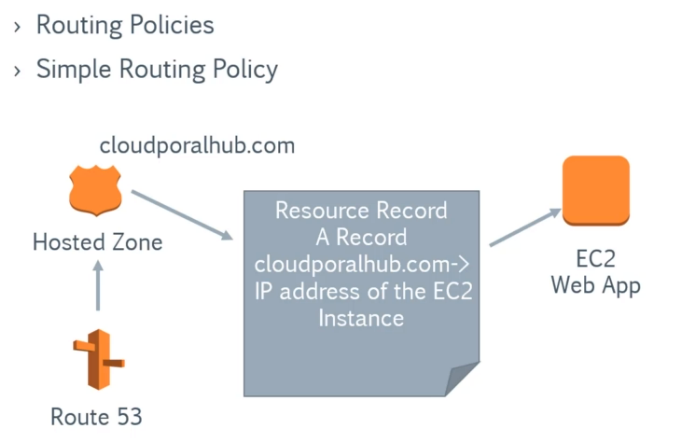 › Routing Policies
› Simple Routing Policy
cloudporalhub.com
Hosted Zone
Resource Record
A Record
cloudporalhub.com->
IP address of the EC2
Instance
EC2
Web App
Route 53